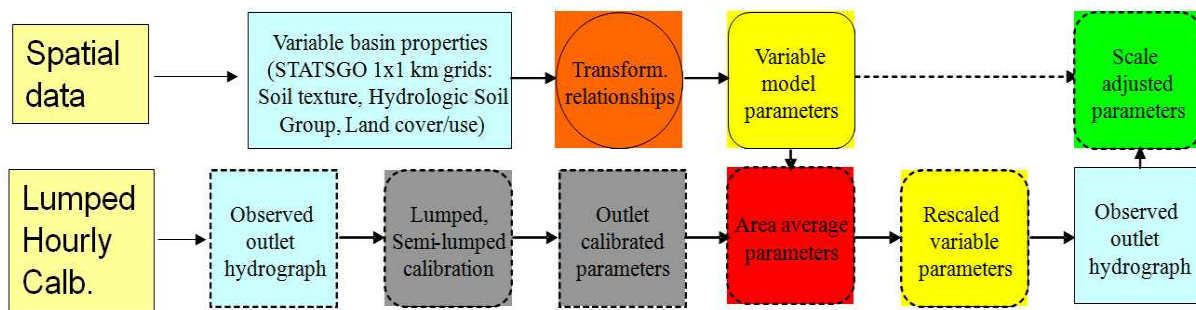 Spatial
data
Variable basin properties
(STATSGO 1x1 km grids:
Soil texture, Hydrologic Soil
Group, Land cover/use)
Transform.
relationships
Variable
model
parameters
Scale
adjusted
parameters
Lumped
Hourly
Calb.
Observed
outlet
hydrograph
Lumped,
Semi-lumped
calibration
Outlet
calibrated
parameters
Area average
parameters
Rescaled
variable
parameters
Observed
outlet
hydrograph